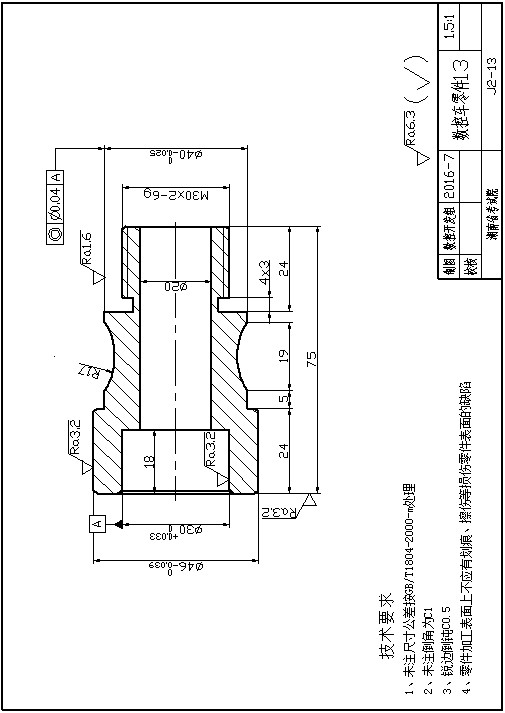 ◎ Ø0.04 A
A
Ø46 0 -0.039
Ø30 +0.033 0
Ø40 0 -0.025
M30x2-6g
Ra3.2
R17
Ra1.6
18
Ø20
Ra3.2
Ra3.2
4x3
24
5
19
24
75
技术要求
1、未注尺寸公差按GB/T1804-2000-m处理
2、未注倒角为C1
3、锐边倒钝C0.5
4、零件加工表面上不应有划痕、擦伤等损伤零件表面的缺陷
Ra6.3 (√)
制图 数控开发组 2016-7 数控车零件13 1.5:1
校核
湖南省考试院 J2-13